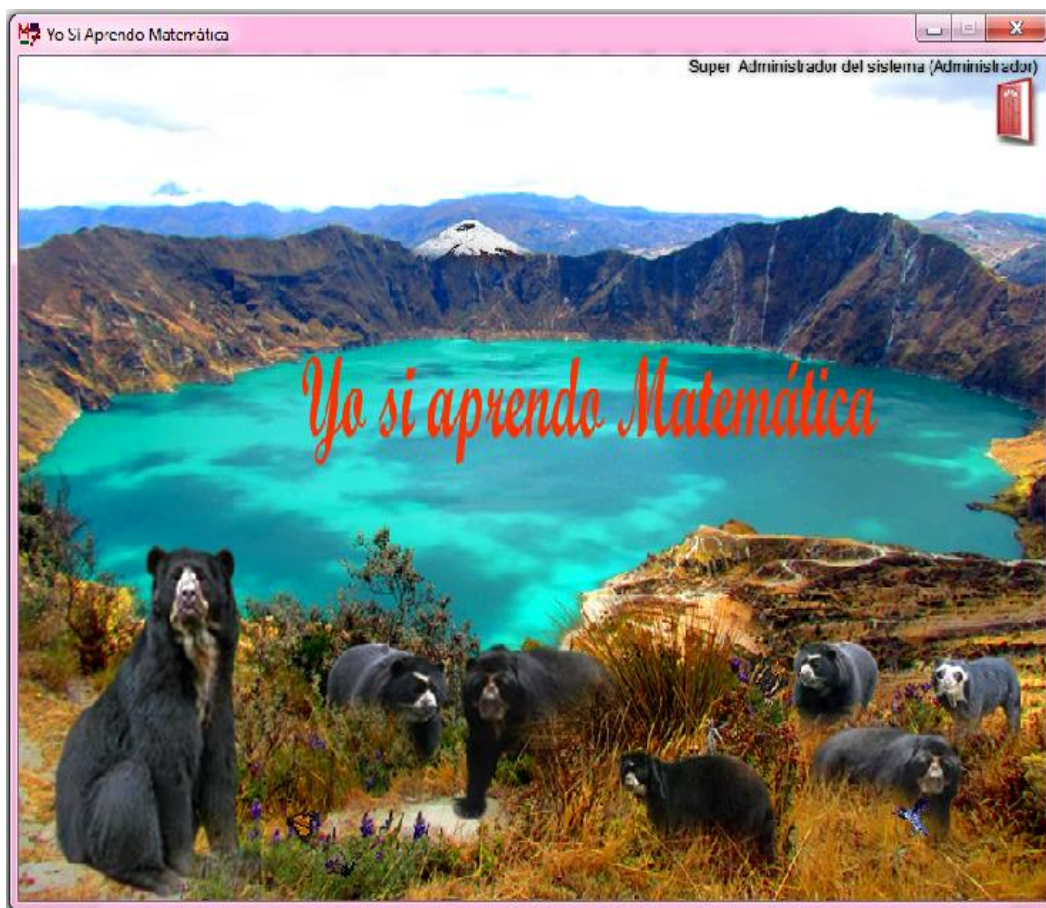 Yo Si Aprendo Matemática
Super Administrador del sistema (Administrador)
Yo si aprendo Matemática